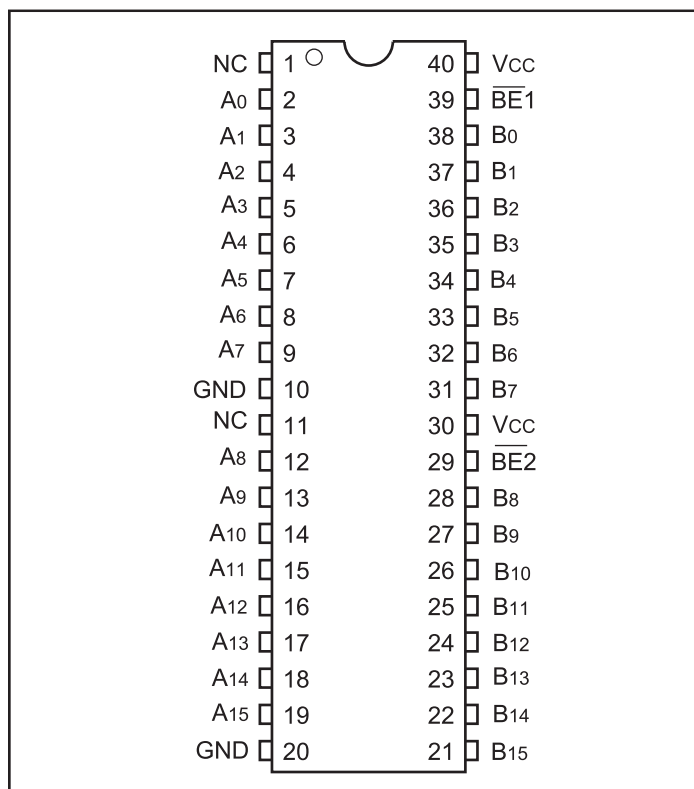 NC 1 40 VCC
A0 2 39 B̅E̅1
A1 3 38 B0
A2 4 37 B1
A3 5 36 B2
A4 6 35 B3
A5 7 34 B4
A6 8 33 B5
A7 9 32 B6
GND 10 31 B7
NC 11 30 VCC
A8 12 29 B̅E̅2
A9 13 28 B8
A10 14 27 B9
A11 15 26 B10
A12 16 25 B11
A13 17 24 B12
A14 18 23 B13
A15 19 22 B14
GND 20 21 B15